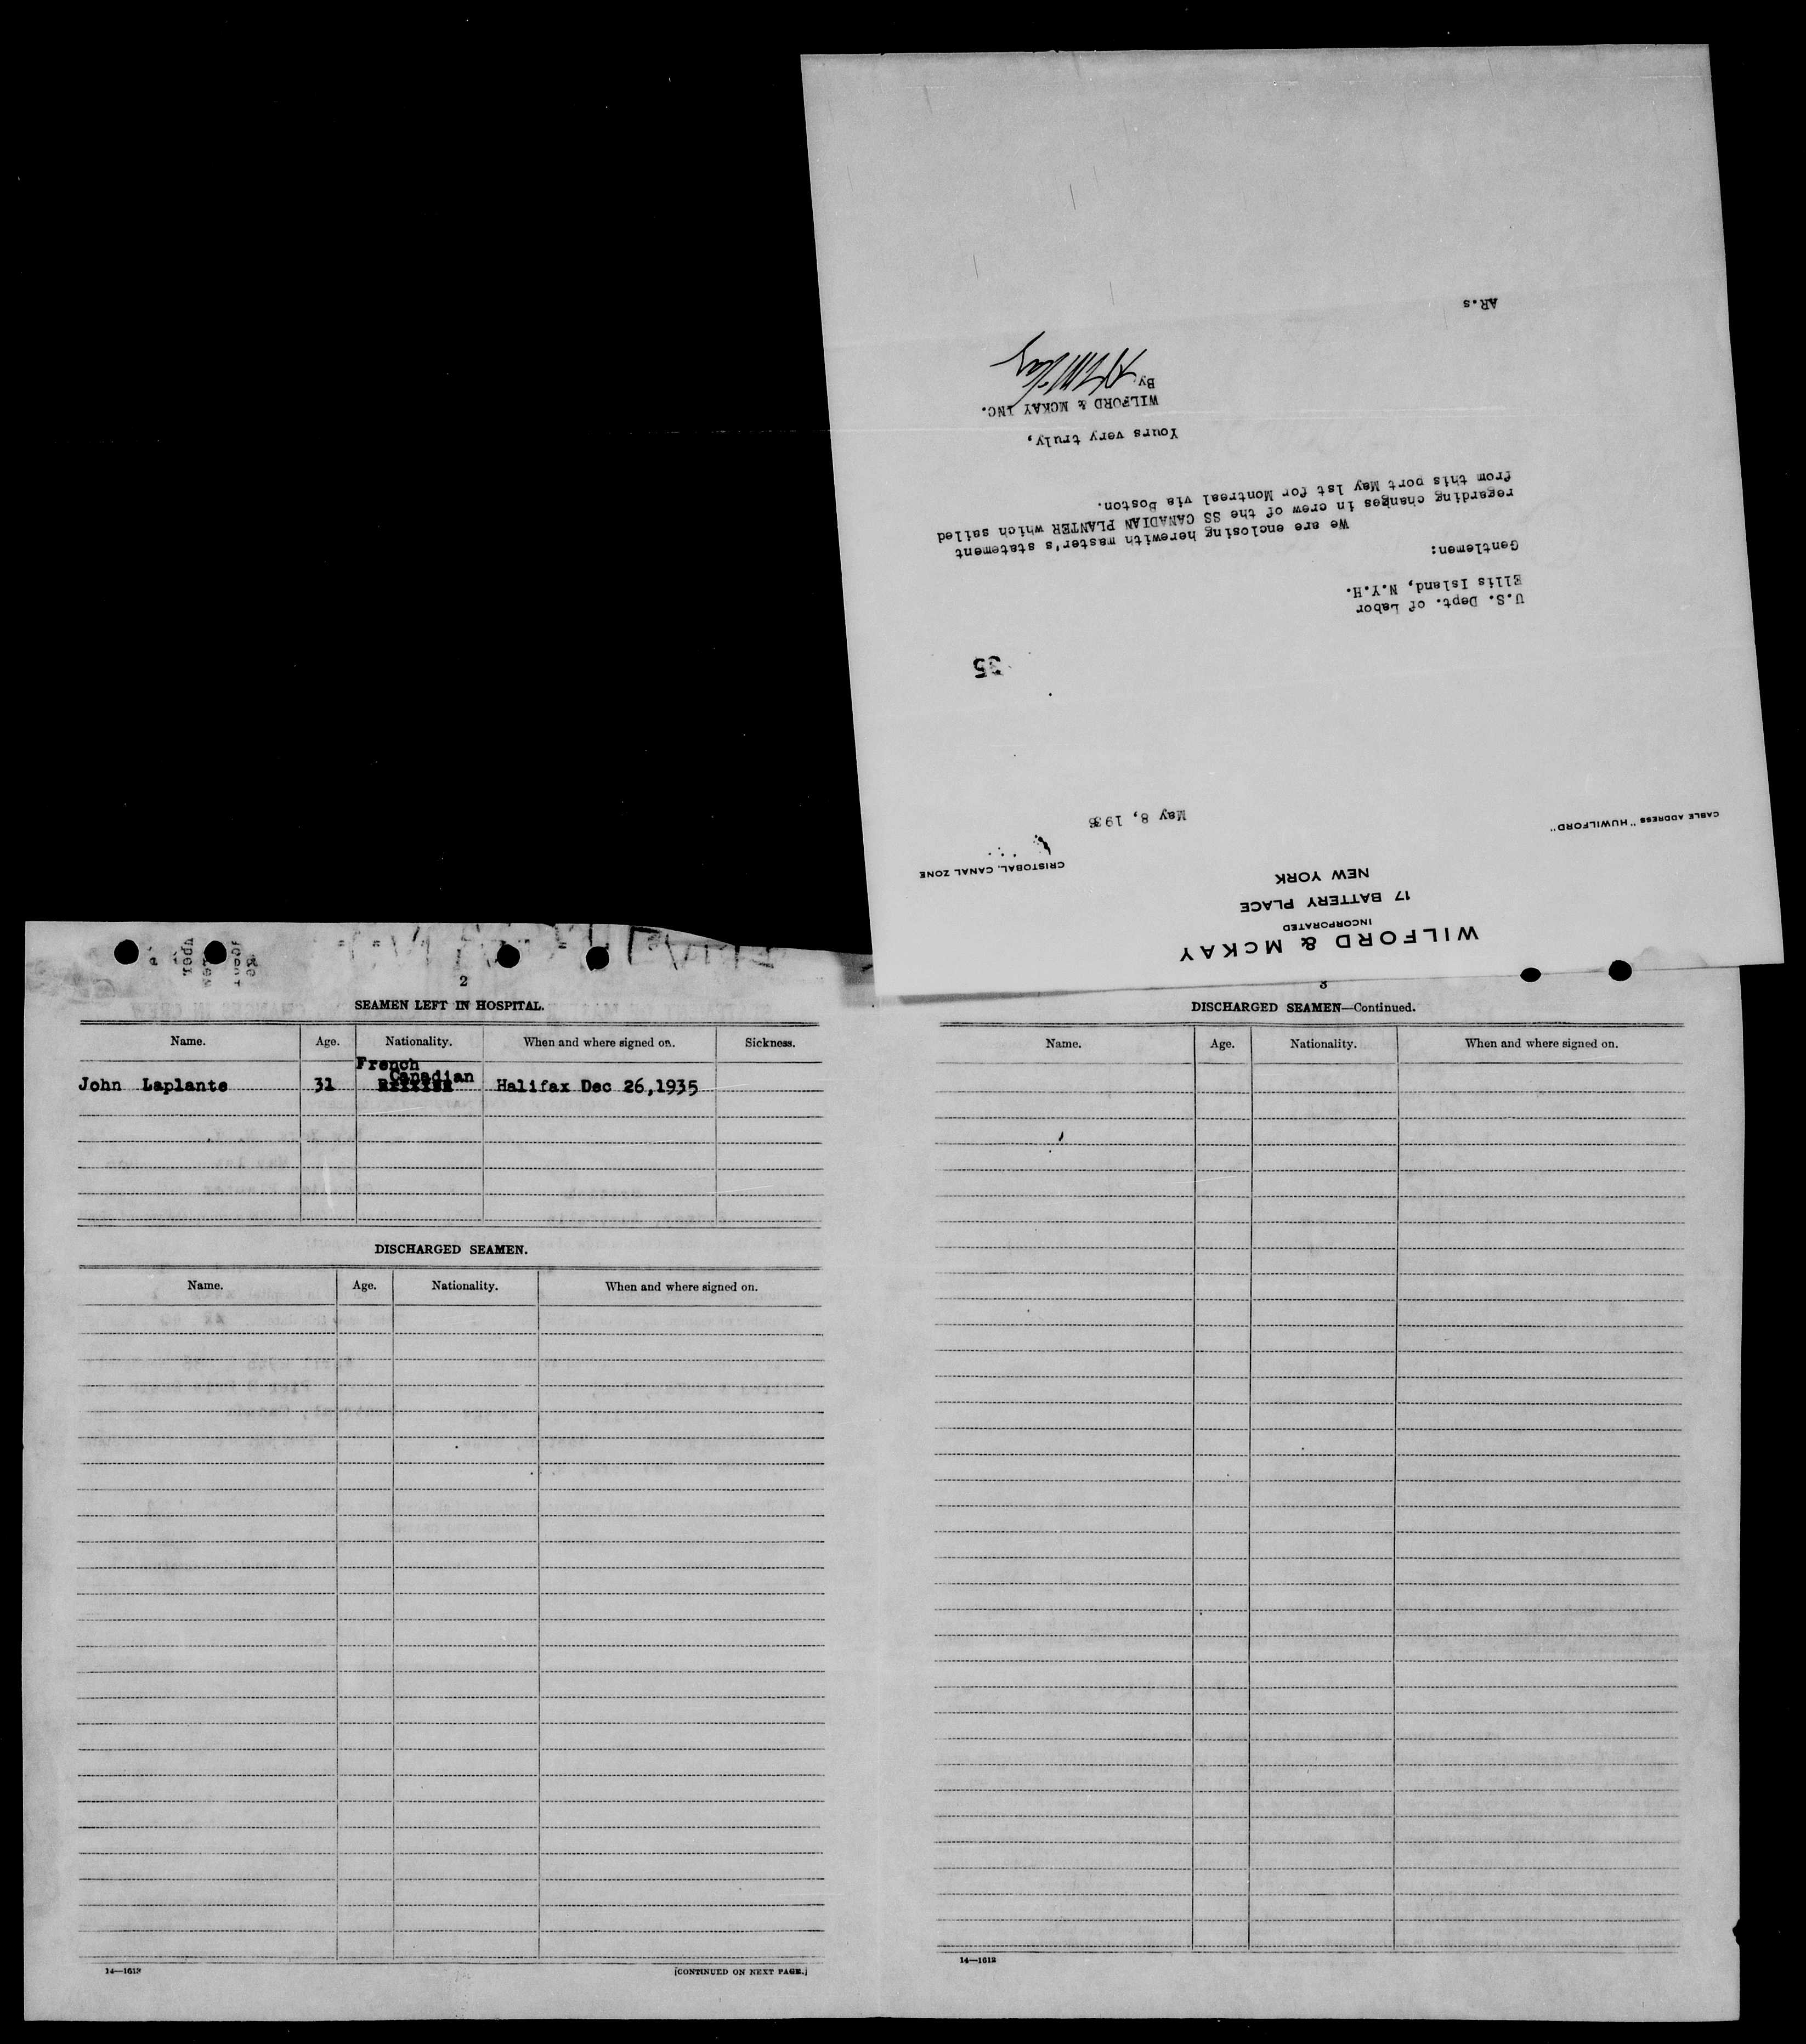 WILFORD & MCKAY
INCORPORATED
17 BATTERY PLACE
NEW YORK
CABLE ADDRESS "HUWILFORD"
CRISTOBAL, CANAL ZONE
May 8, 1936
35
U.S. Dept. of Labor
Ellis Island, N.Y.H.
Gentlemen:
We are enclosing herewith master's statement
regarding changes in crew of the SS CANADIAN PLANTER which sailed
from this port May 1st for Montreal via Boston.
Yours very truly,
WILFORD & MCKAY INC.
By
AR.s
2
SEAMEN LEFT IN HOSPITAL.
Name. Age. Nationality. When and where signed on. Sickness.
French
Canadian
John Laplante 31 British Halifax Dec 26,1935
DISCHARGED SEAMEN.
Name. Age. Nationality. When and where signed on.
14—1613
[CONTINUED ON NEXT PAGE.]
3
DISCHARGED SEAMEN—Continued.
Name. Age. Nationality. When and where signed on.
14—1612